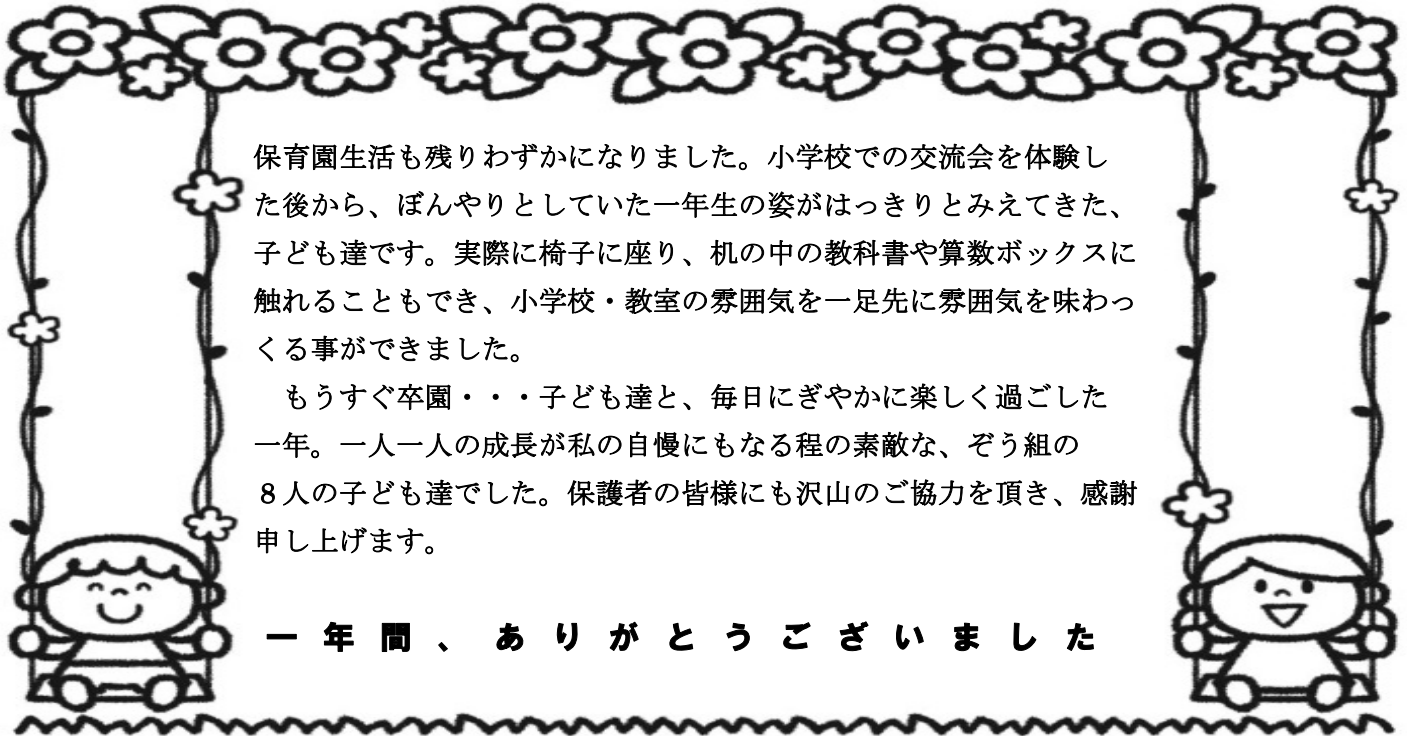 保育園生活も残りわずかになりました。小学校での交流会を体験し
た後から、ぼんやりとしていた一年生の姿がはっきりとみえてきた、
子ども達です。実際に椅子に座り、机の中の教科書や算数ボックスに
触れることもでき、小学校・教室の雰囲気を一足先に雰囲気を味わっ
くる事ができました。
　もうすぐ卒園・・・子ども達と、毎日にぎやかに楽しく過ごした
一年。一人一人の成長が私の自慢にもなる程の素敵な、ぞう組の
８人の子ども達でした。保護者の皆様にも沢山のご協力を頂き、感謝
申し上げます。
一年間、ありがとうございました